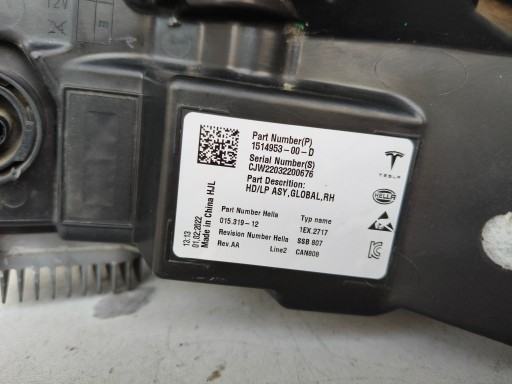 12V
Part Number(P)
1514953-00-D
Serial Number(S)
CJW22032200676
Part Descrition:
HD/LP ASY,GLOBAL,RH
TESLA
HELLA
Part Number Hella
Typ name
015.319-12
1EX.2717
Revision Number Hella
SSB 807
Rev.AA
Line2
CAN808
13:13
01.02.2022
Made in China HJL